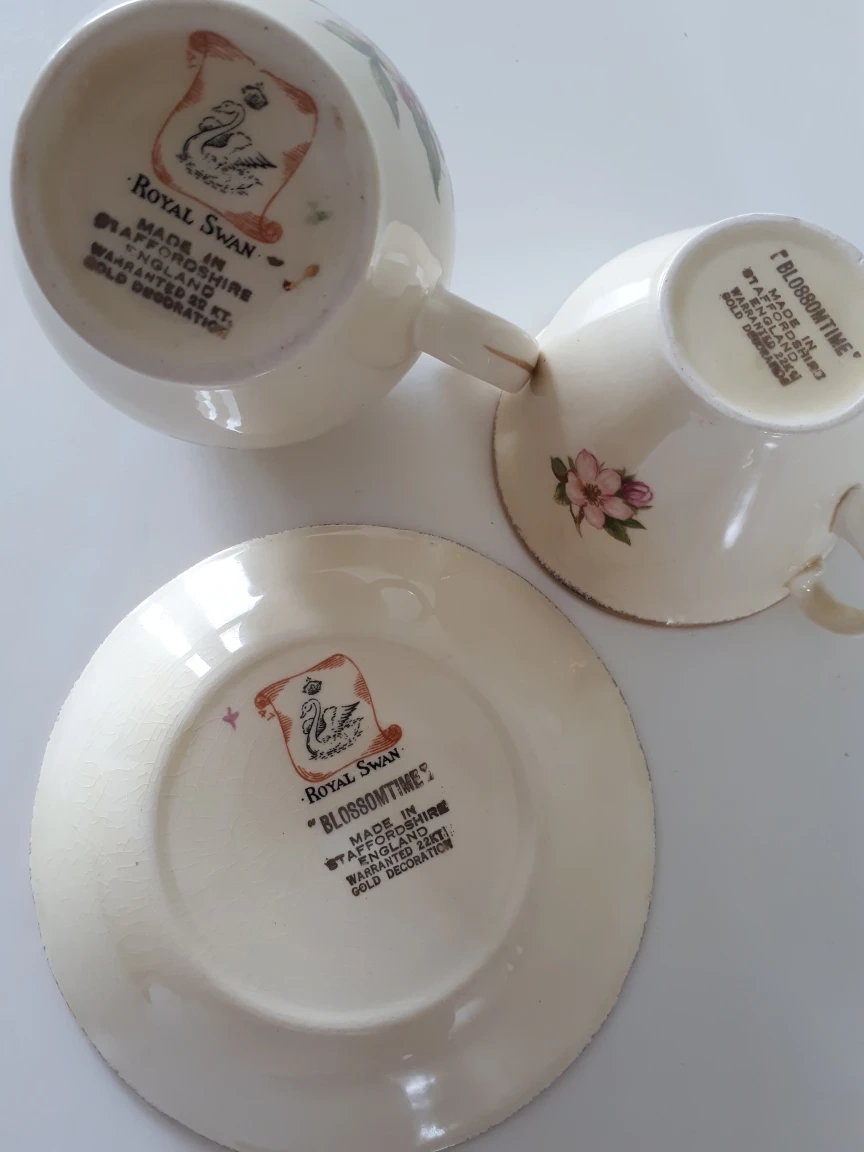 ·ROYAL SWAN·
MADE IN
STAFFORDSHIRE
ENGLAND
WARRANTED 22 KT.
GOLD DECORATION
"BLOSSOMTIME"
MADE IN
STAFFORDSHIRE
ENGLAND
WARRANTED 22KT.
GOLD DECORATION
·ROYAL SWAN·
"BLOSSOMTIME"
MADE IN
STAFFORDSHIRE
ENGLAND
WARRANTED 22KT.
GOLD DECORATION